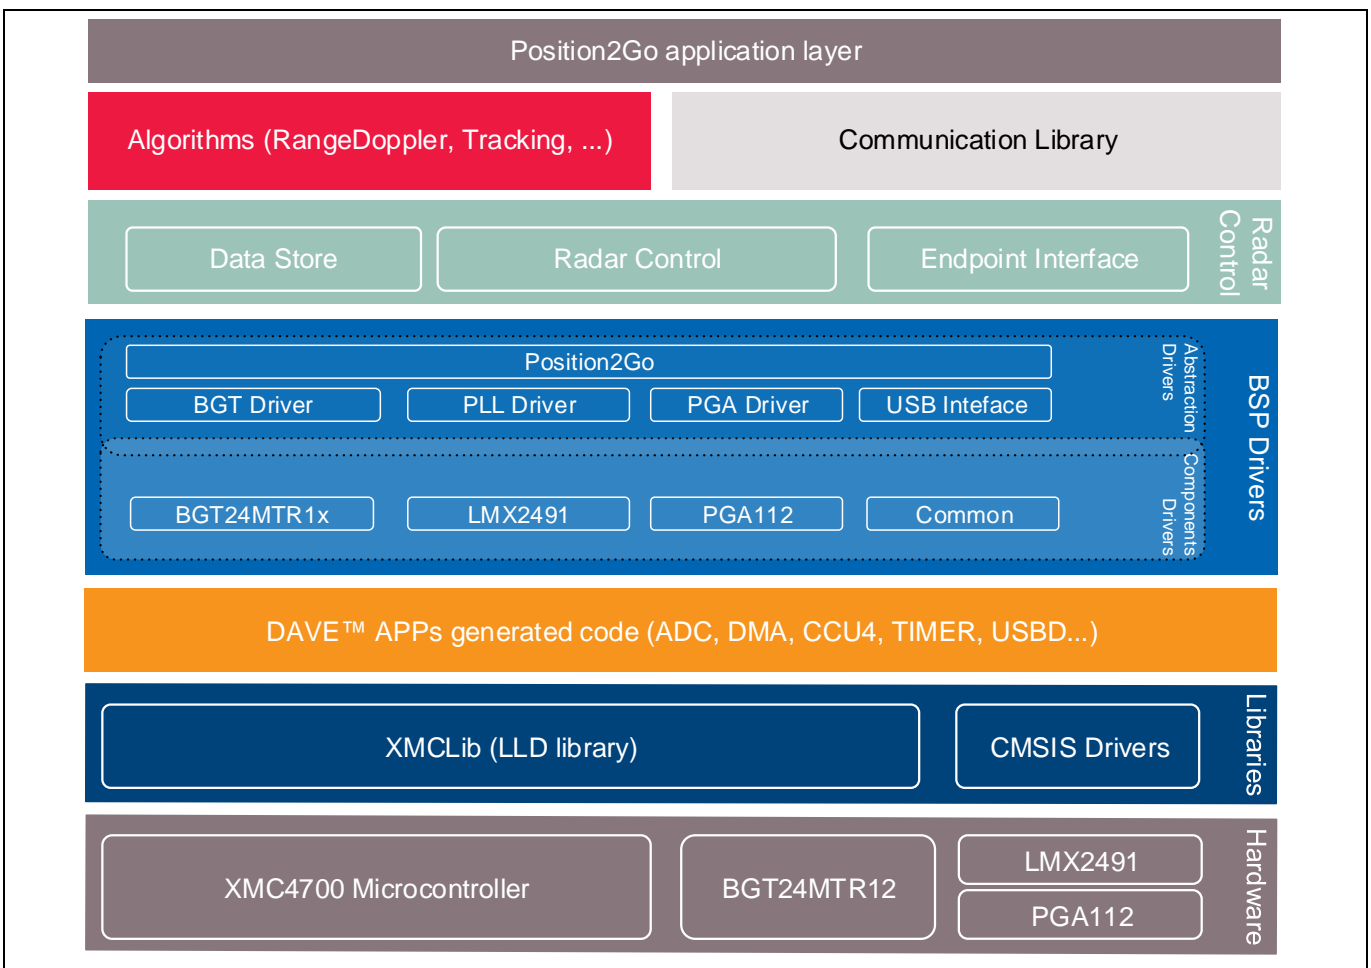 Position2Go application layer
Algorithms (RangeDoppler, Tracking, ...)
Communication Library
Data Store
Radar Control
Endpoint Interface
Radar
Control
Position2Go
BGT Driver
PLL Driver
PGA Driver
USB Inteface
Abstraction
Drivers
BGT24MTR1x
LMX2491
PGA112
Common
Components
Drivers
BSP Drivers
DAVE™ APPs generated code (ADC, DMA, CCU4, TIMER, USBD...)
XMCLib (LLD library)
CMSIS Drivers
Libraries
XMC4700 Microcontroller
BGT24MTR12
LMX2491
PGA112
Hardware